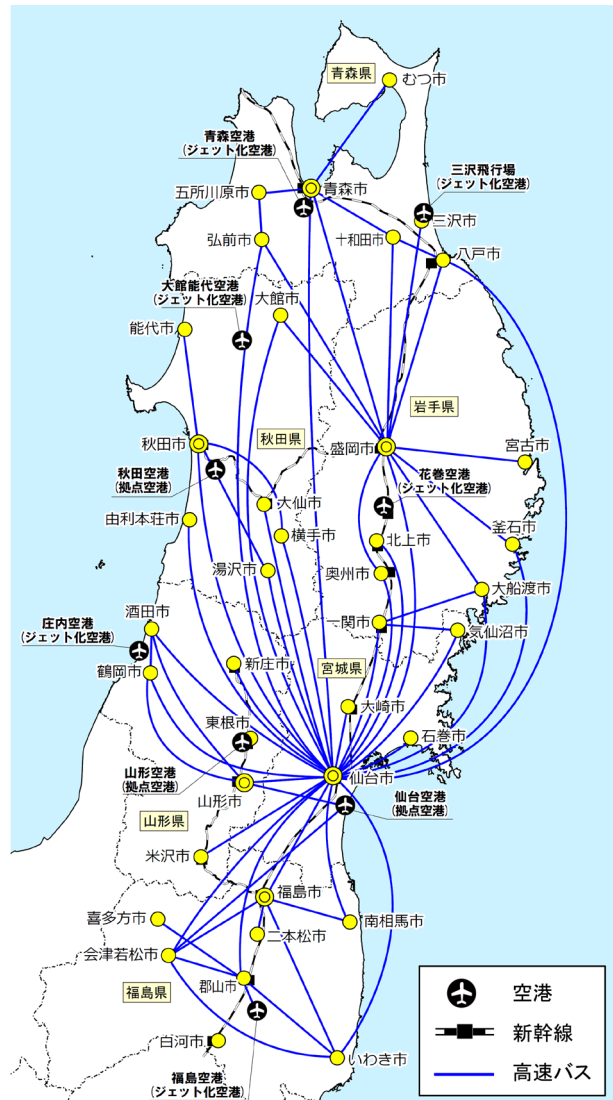 青森県
むつ市
青森空港
(ジェット化空港)
三沢飛行場
(ジェット化空港)
五所川原市
青森市
三沢市
弘前市
十和田市
八戸市
大館能代空港
(ジェット化空港)
大館市
能代市
岩手県
秋田市
秋田県
盛岡市
宮古市
秋田空港
(拠点空港)
花巻空港
(ジェット化空港)
大仙市
釜石市
由利本荘市
横手市
北上市
湯沢市
奥州市
大船渡市
酒田市
一関市
気仙沼市
庄内空港
(ジェット化空港)
新庄市
宮城県
鶴岡市
大崎市
東根市
石巻市
山形空港
(拠点空港)
仙台市
山形市
仙台空港
(拠点空港)
山形県
米沢市
福島市
喜多方市
南相馬市
二本松市
会津若松市
福島県
郡山市
空港
新幹線
白河市
いわき市
高速バス
福島空港
(ジェット化空港)